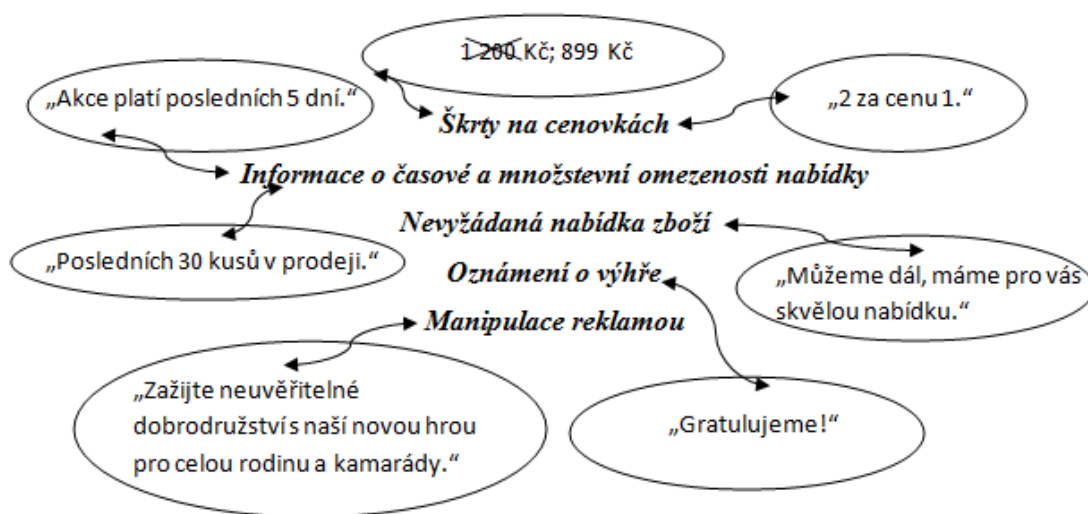 1 200 Kč; 899 Kč
„Akce platí posledních 5 dní.“
„2 za cenu 1.“
Škrty na cenovkách
Informace o časové a množstevní omezenosti nabídky
Nevyžádaná nabídka zboží
„Posledních 30 kusů v prodeji.“
Oznámení o výhře
„Můžeme dál, máme pro vás
skvělou nabídku.“
Manipulace reklamou
„Zažijte neuvěřitelné
dobrodružství s naší novou hrou
pro celou rodinu a kamarády.“
„Gratulujeme!“